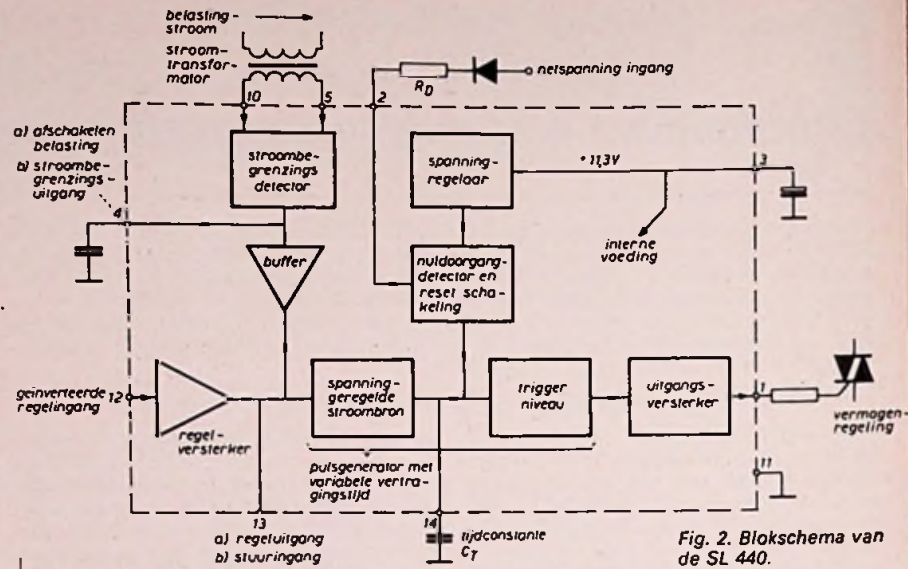 belasting-
stroom
stroom-
transfor-
mator
10
5
2
R_D
netspanning ingang
a) afschakelen
belasting
b) stroombe-
grenzings-
uitgang
4
stroombe-
grenzings
detector
spanning-
regelaar
+11,3V
3
interne
voeding
buffer
nuldoorgang-
detector en
reset scha-
keling
geïnverteerde
regelingang
12
regel-
versterker
spanning-
geregelde
stroombron
trigger
niveau
uitgangs-
versterker
1
vermogen-
regeling
pulsgenerator met
variabele vertra-
gingstijd
11
13
a) regeluitgang
b) stuuringang
14
tijdconstante
C_T
Fig. 2. Blokschema van
de SL 440.